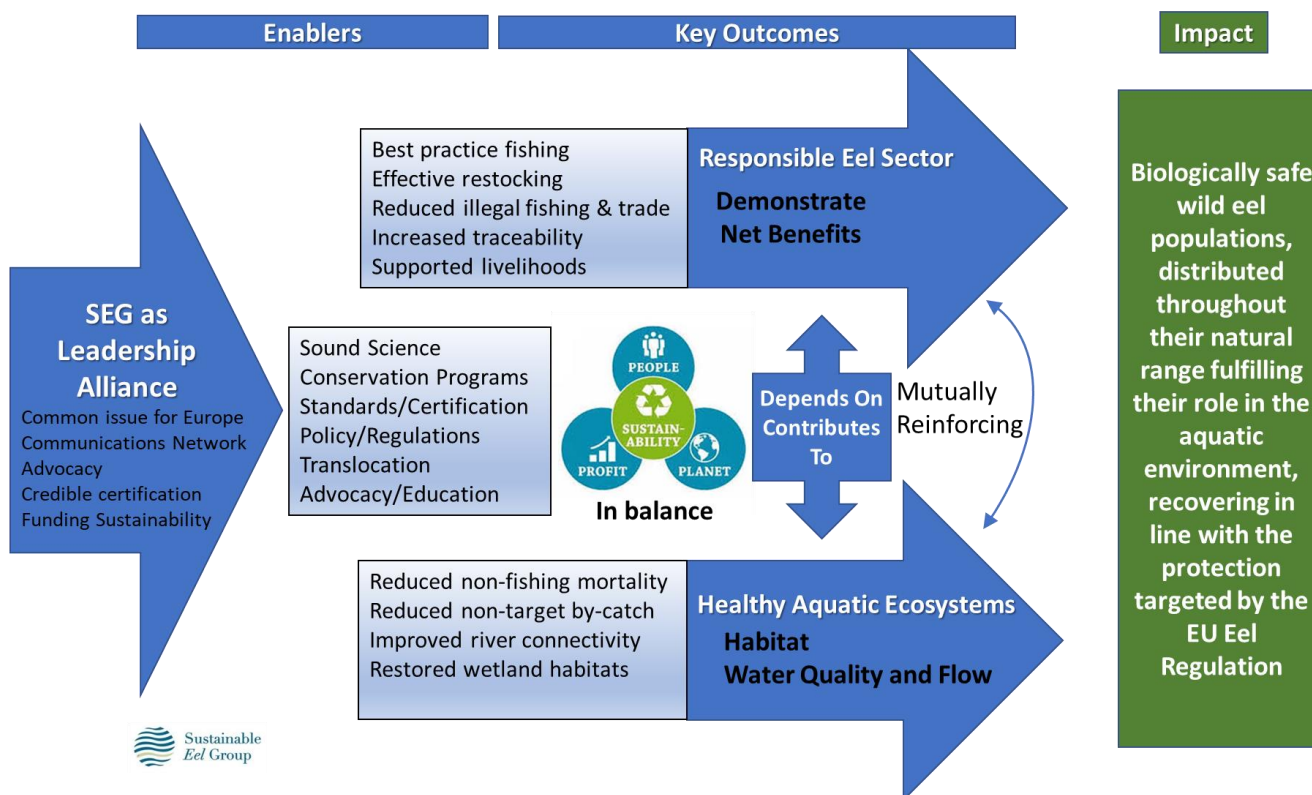 Enablers
Key Outcomes
Impact
SEG as
Leadership
Alliance
Common issue for Europe
Communications Network
Advocacy
Credible certification
Funding Sustainability
Best practice fishing
Effective restocking
Reduced illegal fishing & trade
Increased traceability
Supported livelihoods
Responsible Eel Sector
Demonstrate
Net Benefits
Sound Science
Conservation Programs
Standards/Certification
Policy/Regulations
Translocation
Advocacy/Education
PEOPLE
SUSTAIN-
ABILITY
PROFIT
PLANET
In balance
Depends On
Contributes
To
Mutually
Reinforcing
Reduced non-fishing mortality
Reduced non-target by-catch
Improved river connectivity
Restored wetland habitats
Healthy Aquatic Ecosystems
Habitat
Water Quality and Flow
Biologically safe
wild eel
populations,
distributed
throughout
their natural
range fulfilling
their role in the
aquatic
environment,
recovering in
line with the
protection
targeted by the
EU Eel
Regulation
Sustainable
Eel Group